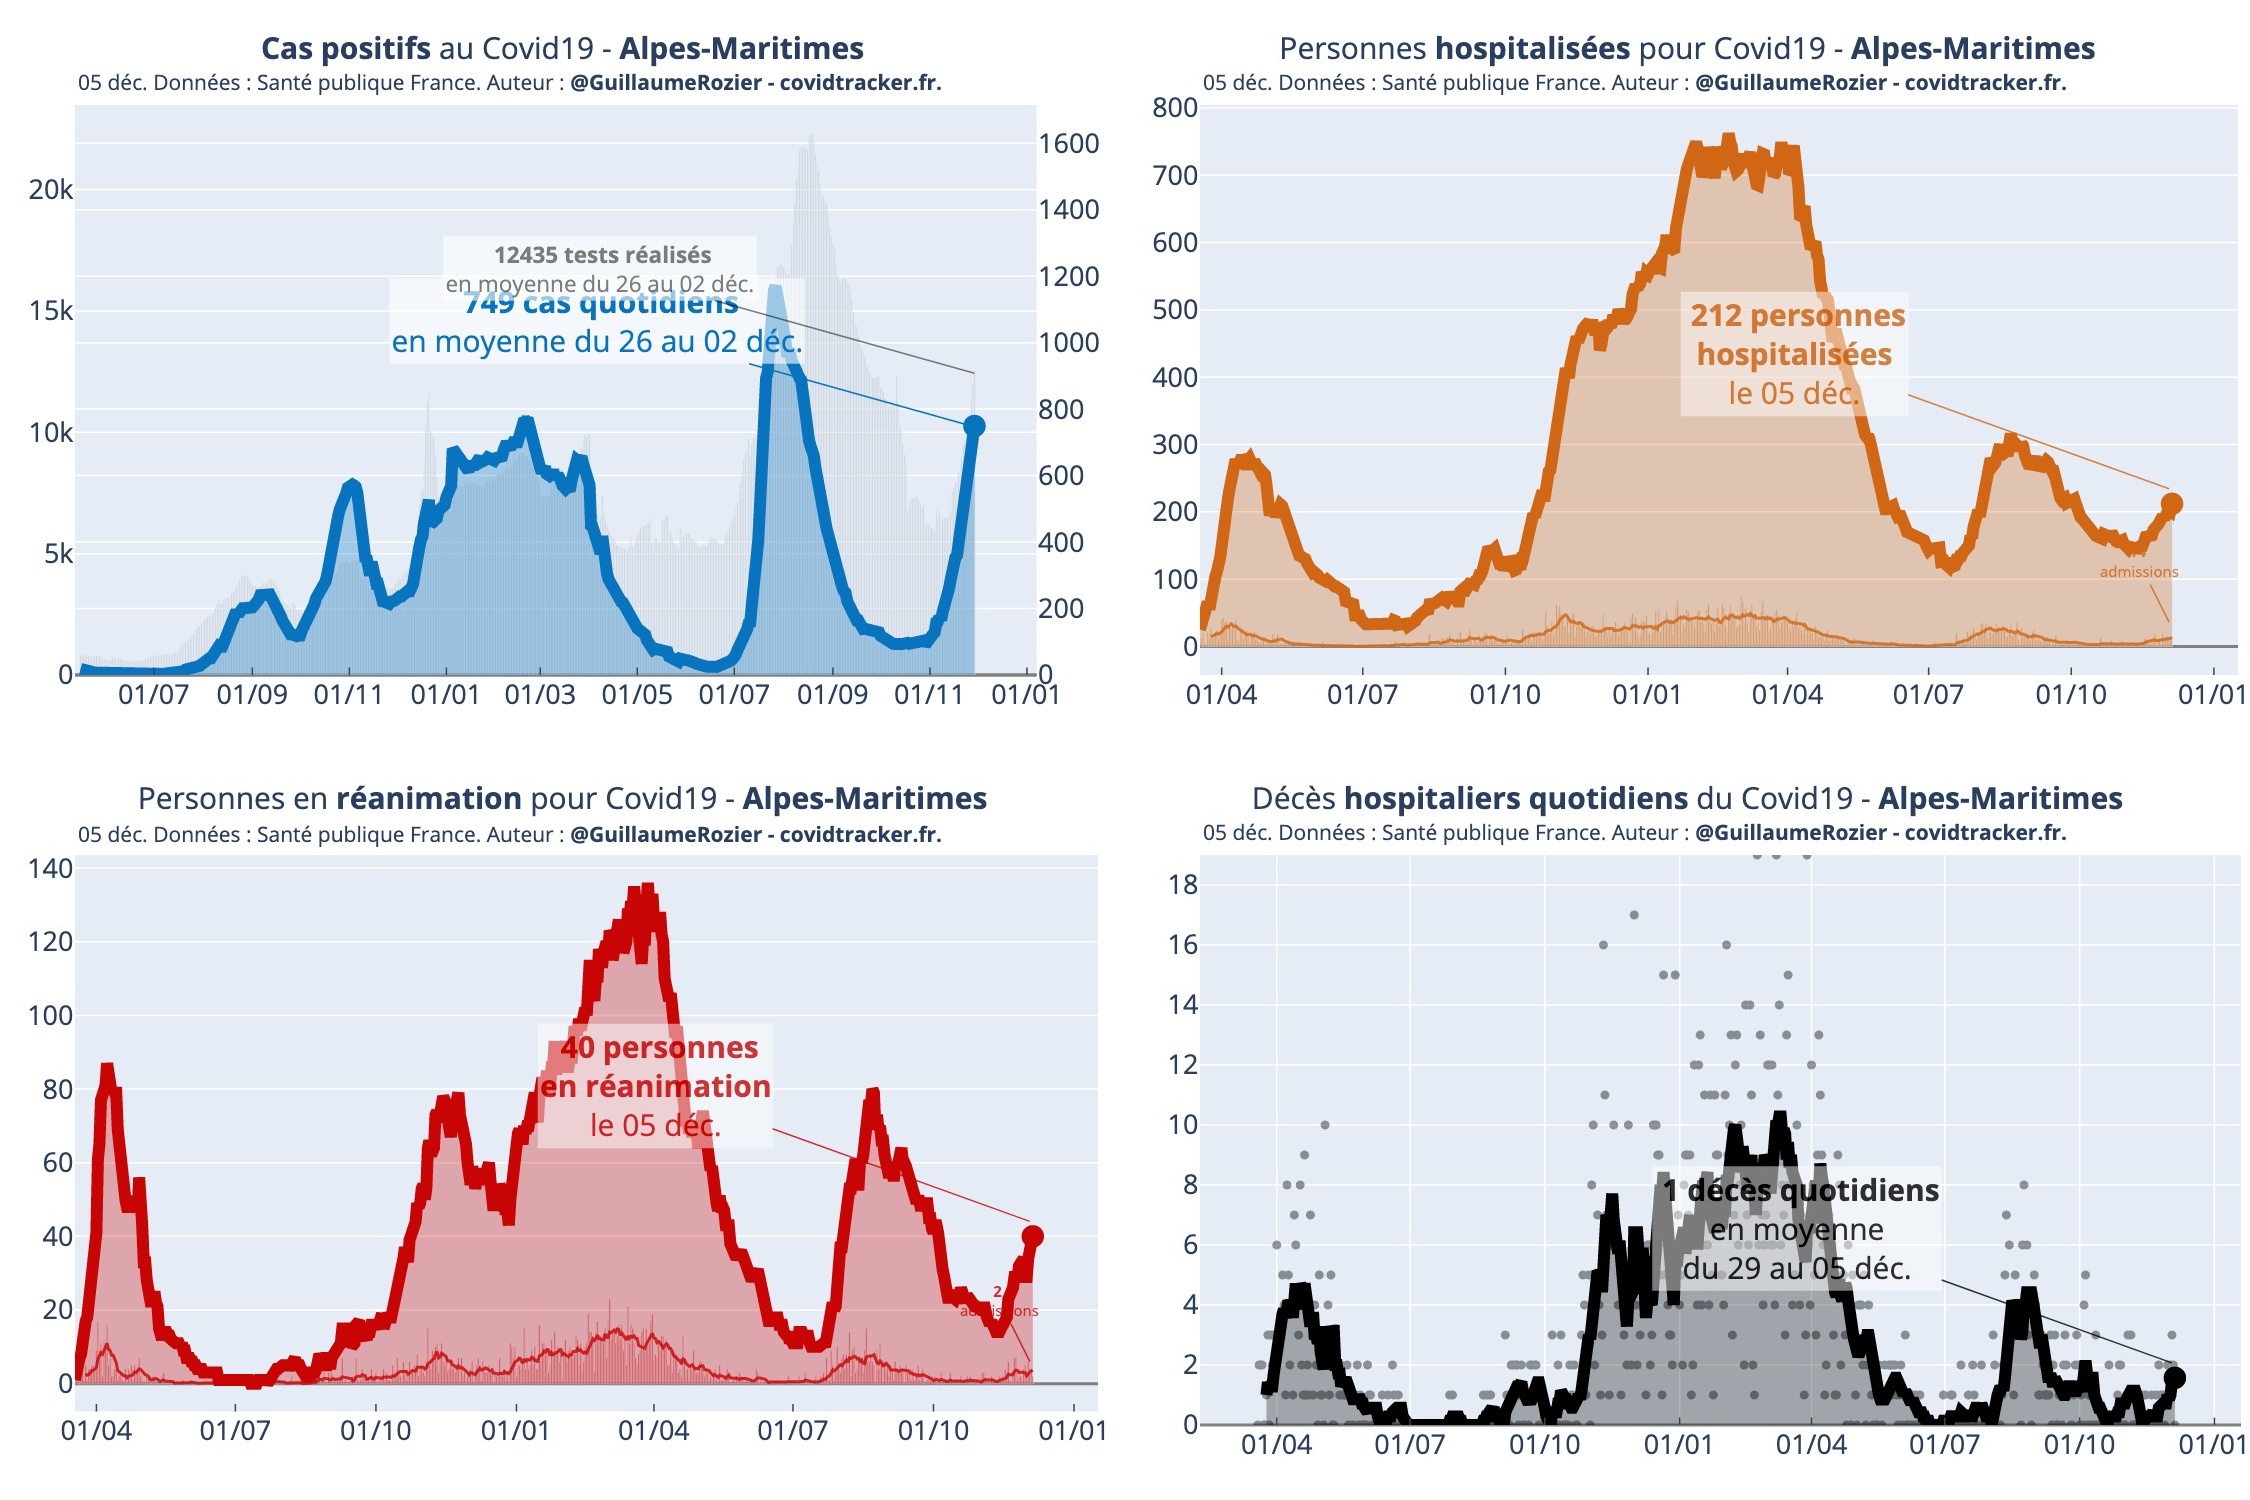 Cas positifs au Covid19 - Alpes-Maritimes
05 déc. Données : Santé publique France. Auteur : @GuillaumeRozier - covidtracker.fr.
20k
15k
10k
5k
0
1600
1400
1200
1000
800
600
400
200
0
12435 tests réalisés
en moyenne du 26 au 02 déc.
749 cas quotidiens
en moyenne du 26 au 02 déc.
01/07 01/09 01/11 01/01 01/03 01/05 01/07 01/09 01/11 01/01
Personnes hospitalisées pour Covid19 - Alpes-Maritimes
05 déc. Données : Santé publique France. Auteur : @GuillaumeRozier - covidtracker.fr.
800
700
600
500
400
300
200
100
0
212 personnes
hospitalisées
le 05 déc.
admissions
01/04 01/07 01/10 01/01 01/04 01/07 01/10 01/01
Personnes en réanimation pour Covid19 - Alpes-Maritimes
05 déc. Données : Santé publique France. Auteur : @GuillaumeRozier - covidtracker.fr.
140
120
100
80
60
40
20
0
40 personnes
en réanimation
le 05 déc.
2
admissions
01/04 01/07 01/10 01/01 01/04 01/07 01/10 01/01
Décès hospitaliers quotidiens du Covid19 - Alpes-Maritimes
05 déc. Données : Santé publique France. Auteur : @GuillaumeRozier - covidtracker.fr.
18
16
14
12
10
8
6
4
2
0
1 décès quotidiens
en moyenne
du 29 au 05 déc.
01/04 01/07 01/10 01/01 01/04 01/07 01/10 01/01